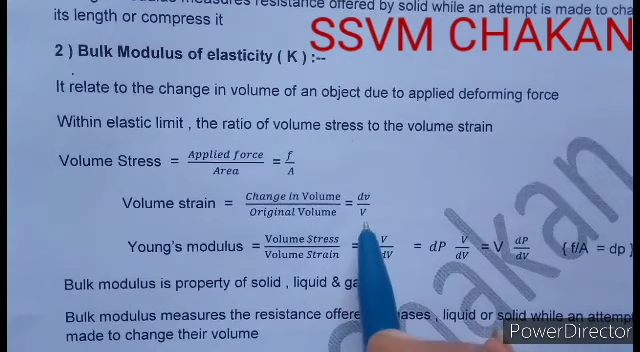 resistance offered by solid while an attempt is made to cha
its length or compress it
SSVM CHAKAN
2 ) Bulk Modulus of elasticity ( K ) :--
It relate to the change in volume of an object due to applied deforming force
Within elastic limit , the ratio of volume stress to the volume strain
Volume Stress = Applied force / Area = f / A
Volume strain = Change in Volume / Original Volume = dv / V
Young's modulus = Volume Stress / Volume Strain = V / dV = dP V / dV = V dP / dV { f/A = dp }
Bulk modulus is property of solid , liquid & ga
Bulk modulus measures the resistance offere ases , liquid or solid while an attemp
made to change their volume
Chakan
PowerDirector